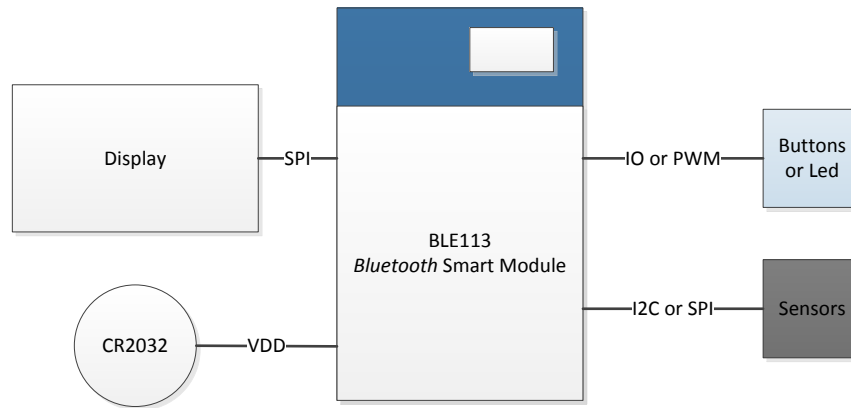 Display
SPI
BLE113
Bluetooth Smart Module
IO or PWM
Buttons
or Led
CR2032
VDD
I2C or SPI
Sensors